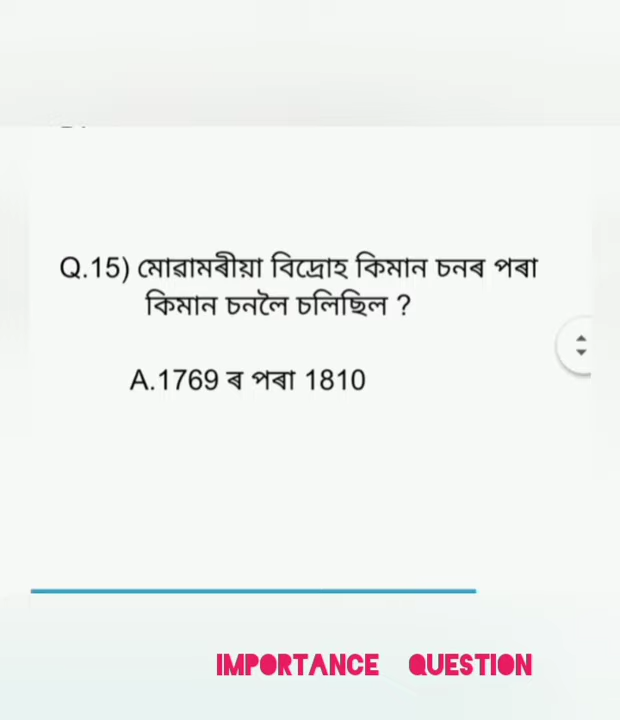 Q.15) মোৱামৰীয়া বিদ্ৰোহ কিমান চনৰ পৰা
কিমান চনলৈ চলিছিল ?
A.1769 ৰ পৰা 1810
IMPORTANCE QUESTION